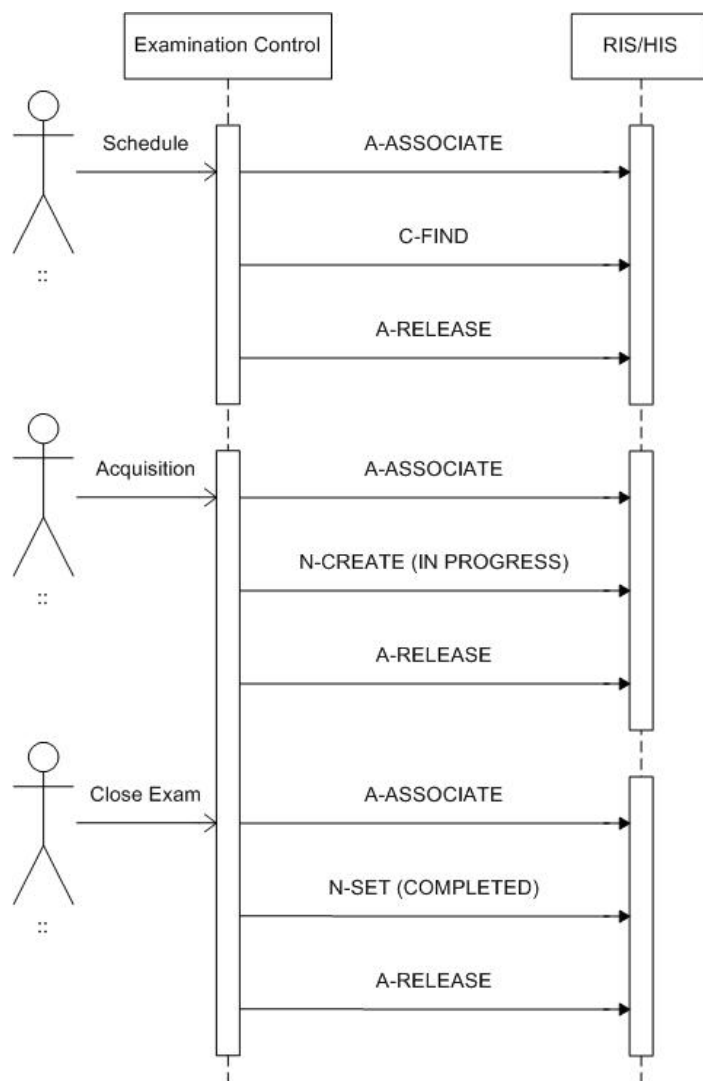 Examination Control
RIS/HIS
Schedule
A-ASSOCIATE
C-FIND
::
A-RELEASE
Acquisition
A-ASSOCIATE
N-CREATE (IN PROGRESS)
::
A-RELEASE
Close Exam
A-ASSOCIATE
N-SET (COMPLETED)
::
A-RELEASE